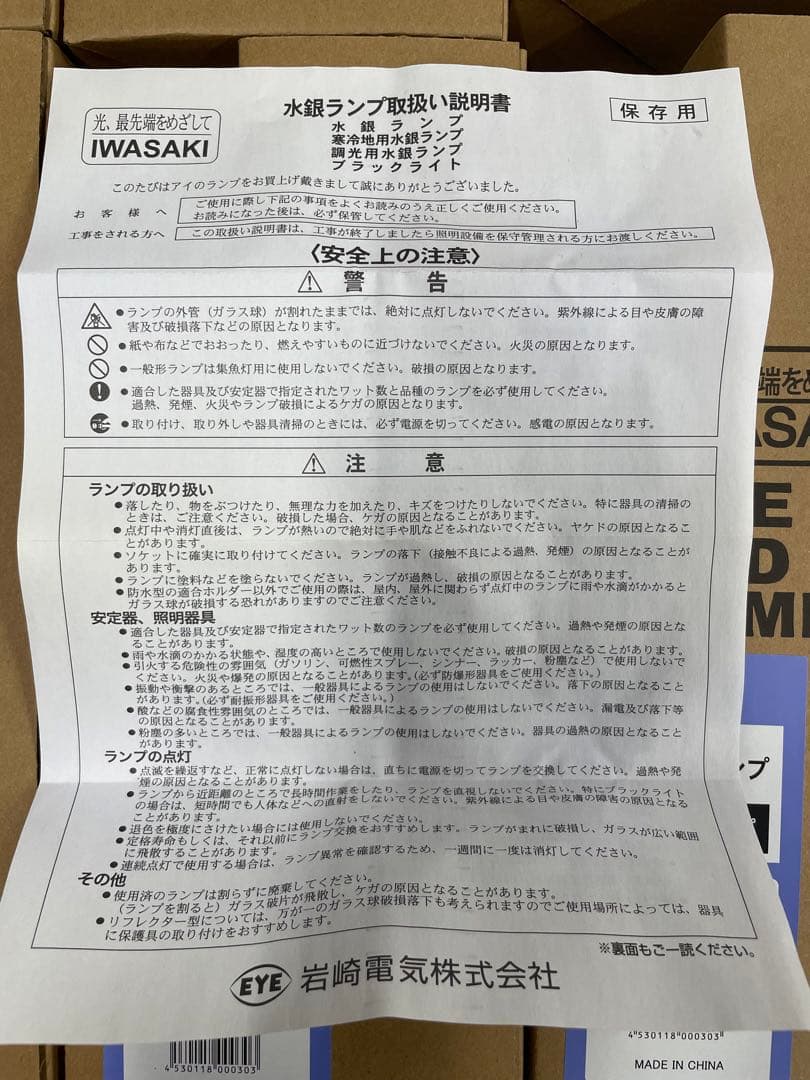 光、最先端をめざして
IWASAKI
水銀ランプ取扱い説明書
水銀ランプ
寒冷地用水銀ランプ
調光用水銀ランプ
ブラックライト
保存用
このたびはアイのランプをお買上げ戴きまして誠にありがとうございました。
お客様へ
ご使用に際し下記の事項をよくお読みのうえ正しくご使用ください。
お読みになった後は、必ず保管してください。
工事をされる方へ
この取扱い説明書は、工事が終了しましたら照明設備を保守管理される方にお渡しください。
〈安全上の注意〉
⚠ 警告
●ランプの外管（ガラス球）が割れたままでは、絶対に点灯しないでください。紫外線による目や皮膚の障
害及び破損落下などの原因となります。
●紙や布などでおおったり、燃えやすいものに近づけないでください。火災の原因となります。
●一般形ランプは集魚灯用に使用しないでください。破損の原因となります。
●適合した器具及び安定器で指定されたワット数と品種のランプを必ず使用してください。
過熱、発煙、火災やランプ破損によるケガの原因となります。
●取り付け、取り外しや器具清掃のときには、必ず電源を切ってください。感電の原因となります。
⚠ 注意
ランプの取り扱い
●落したり、物をぶつけたり、無理な力を加えたり、キズをつけたりしないでください。特に器具の清掃の
ときは、ご注意ください。破損した場合、ケガの原因となることがあります。
●点灯中や消灯直後は、ランプが熱いので絶対に手や肌などをふれないでください。ヤケドの原因となるこ
とがあります。
●ソケットに確実に取り付けてください。ランプの落下（接触不良による過熱、発煙）の原因となることが
あります。
●ランプに塗料などを塗らないでください。ランプが過熱し、破損の原因となることがあります。
●防水型の適合ホルダー以外でご使用の際は、屋内、屋外に関わらず点灯中のランプに雨や水滴がかかると
ガラス球が破損する恐れがありますのでご注意ください。
安定器、照明器具
●適合した器具及び安定器で指定されたワット数のランプを必ず使用してください。過熱や発煙の原因とな
ることがあります。
●雨や水滴のかかる状態や、湿度の高いところで使用しないでください。破損の原因となることがあります。
●引火する危険性の雰囲気（ガソリン、可燃性スプレー、シンナー、ラッカー、粉塵など）で使用しないで
ください。火災や爆発の原因となることがあります。（必ず防爆形器具をご使用ください。）
●振動や衝撃のあるところでは、一般器具によるランプの使用はしないでください。落下の原因となること
があります。（必ず耐振形器具をご使用ください。）
●酸などの腐食性雰囲気のところでは、一般器具によるランプの使用はしないでください。漏電及び落下等
の原因となることがあります。
●粉塵の多いところでは、一般器具によるランプの使用はしないでください。器具の過熱の原因となること
があります。
ランプの点灯
●点滅を繰返すなど、正常に点灯しない場合は、直ちに電源を切ってランプを交換してください。過熱や発
煙の原因となることがあります。
●ランプから近距離のところで長時間作業をしたり、ランプを直視しないでください。特にブラックライト
の場合は、短時間でも人体などへの直射をしないでください。紫外線による目や皮膚の障害の原因となる
ことがあります。
●退色を極度にさけたい場合には使用しないでください。
●定格寿命もしくは、それ以前にランプ交換をおすすめします。ランプがまれに破損し、ガラスが広い範囲
に飛散することがあります。
●連続点灯で使用する場合は、ランプ異常を確認するため、一週間に一度は消灯してください。
その他
●使用済のランプは割らずに廃棄してください。
（ランプを割ると）ガラス破片が飛散し、ケガの原因となることがあります。
●リフレクター型については、万が一のガラス球破損落下も考えられますのでご使用場所によっては、器具
に保護具の取り付けをおすすめします。
※裏面もご一読ください。
EYE 岩崎電気株式会社
4 530118 000303
4 530118 000303
MADE IN CHINA